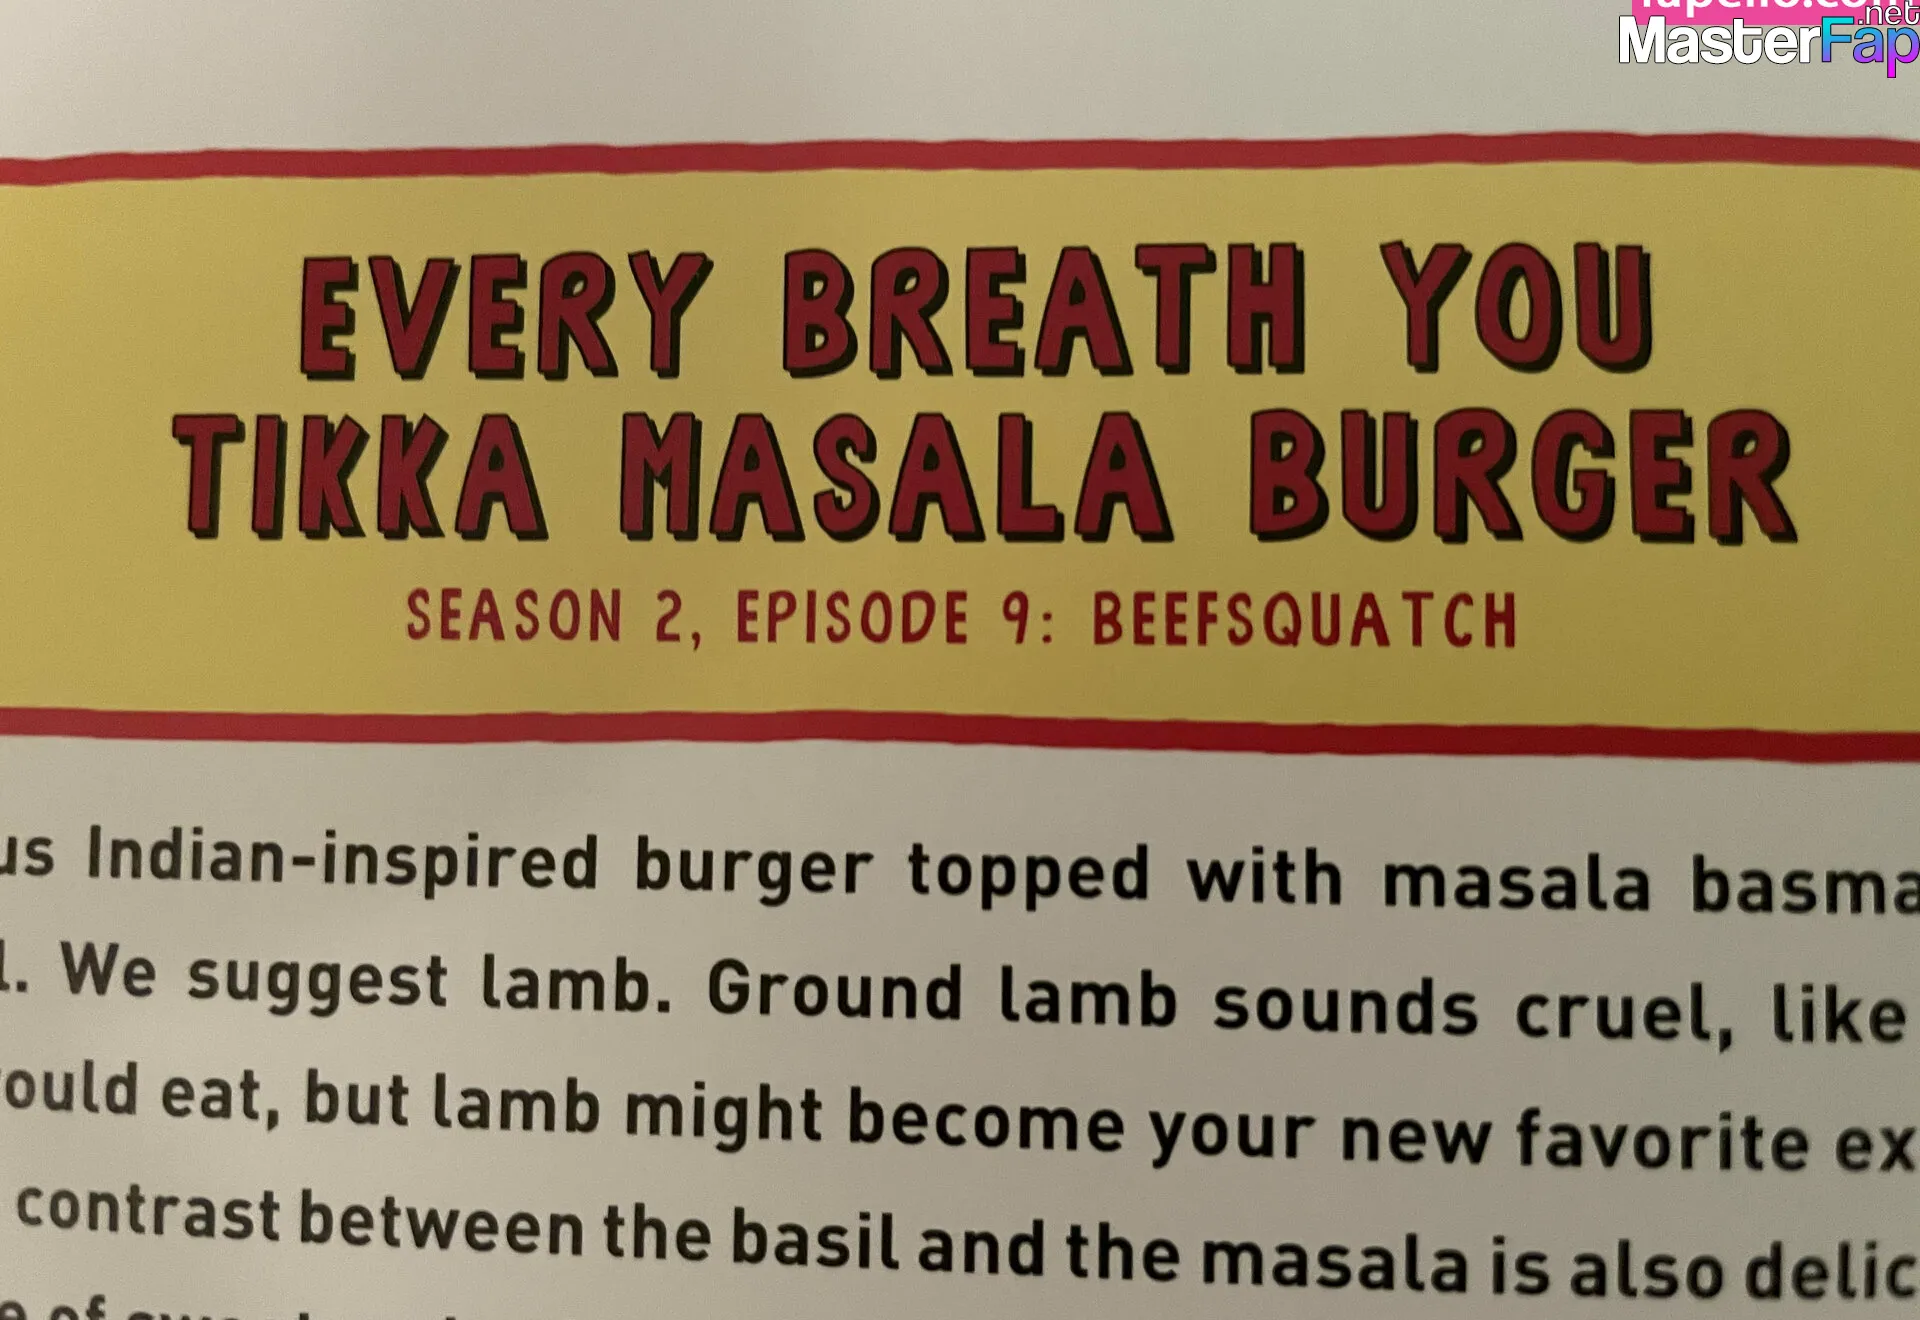 .net
MasterFap
EVERY BREATH YOU
TIKKA MASALA BURGER
SEASON 2, EPISODE 9: BEEFSQUATCH
us Indian-inspired burger topped with masala basma
l. We suggest lamb. Ground lamb sounds cruel, like
ould eat, but lamb might become your new favorite ex
contrast between the basil and the masala is also delic
e of